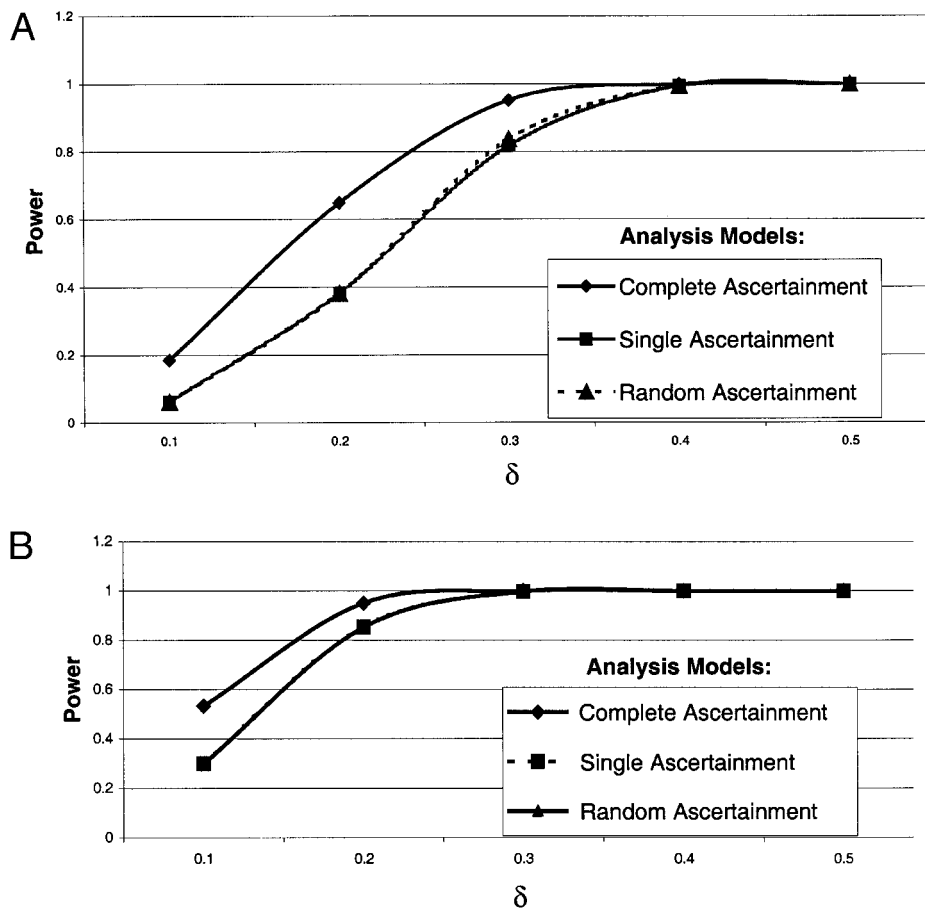 A
1.2
1
0.8
0.6
0.4
0.2
0
Power
Analysis Models:
Complete Ascertainment
Single Ascertainment
Random Ascertainment
0.1 0.2 0.3 0.4 0.5
δ
B
1.2
1
0.8
0.6
0.4
0.2
0
Power
Analysis Models:
Complete Ascertainment
Single Ascertainment
Random Ascertainment
0.1 0.2 0.3 0.4 0.5
δ